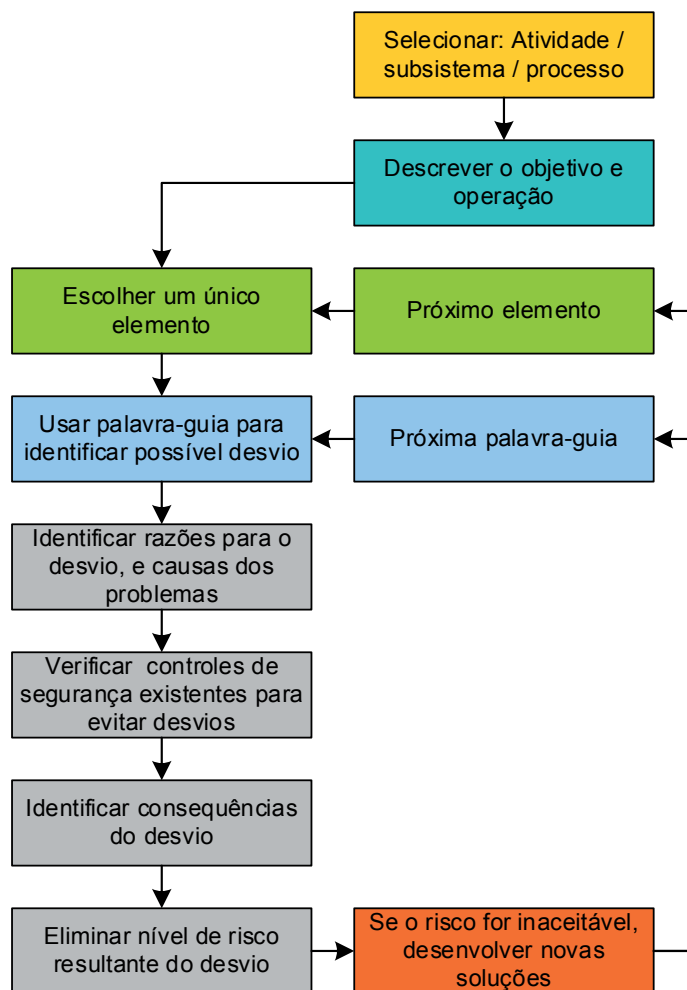 Selecionar: Atividade /
subsistema / processo
Descrever o objetivo e
operação
Escolher um único
elemento
Próximo elemento
Usar palavra-guia para
identificar possível desvio
Próxima palavra-guia
Identificar razões para o
desvio, e causas dos
problemas
Verificar controles de
segurança existentes para
evitar desvios
Identificar consequências
do desvio
Eliminar nível de risco
resultante do desvio
Se o risco for inaceitável,
desenvolver novas
soluções